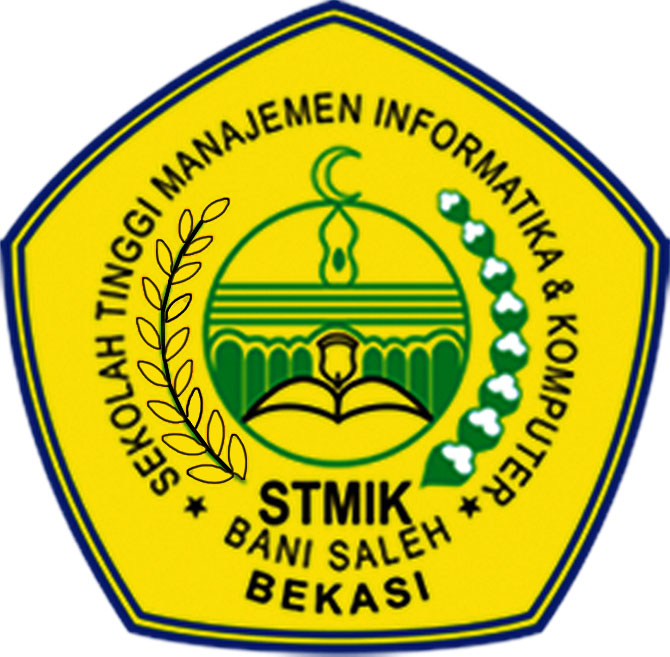 SEKOLAH TINGGI MANAJEMEN INFORMATIKA & KOMPUTER
STMIK
BANI SALEH
BEKASI